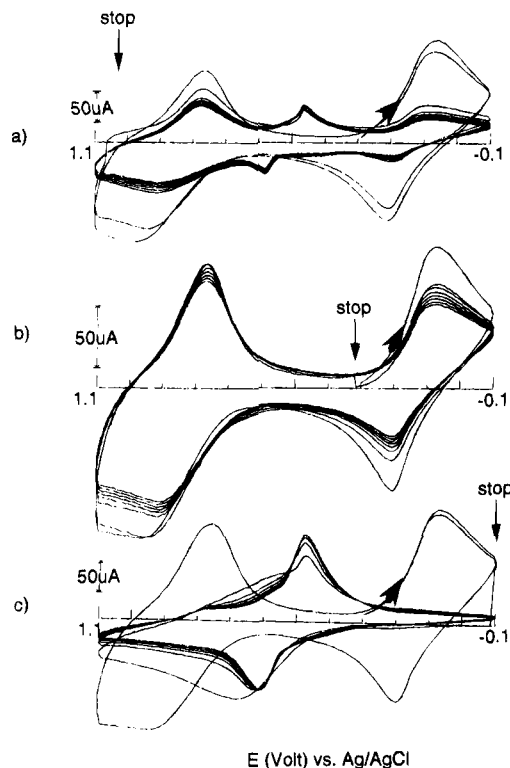 stop
50uA
a)
1.1
-0.1
stop
b)
50uA
1.1
-0.1
stop
50uA
c)
1.1
-0.1
E (Volt) vs. Ag/AgCl